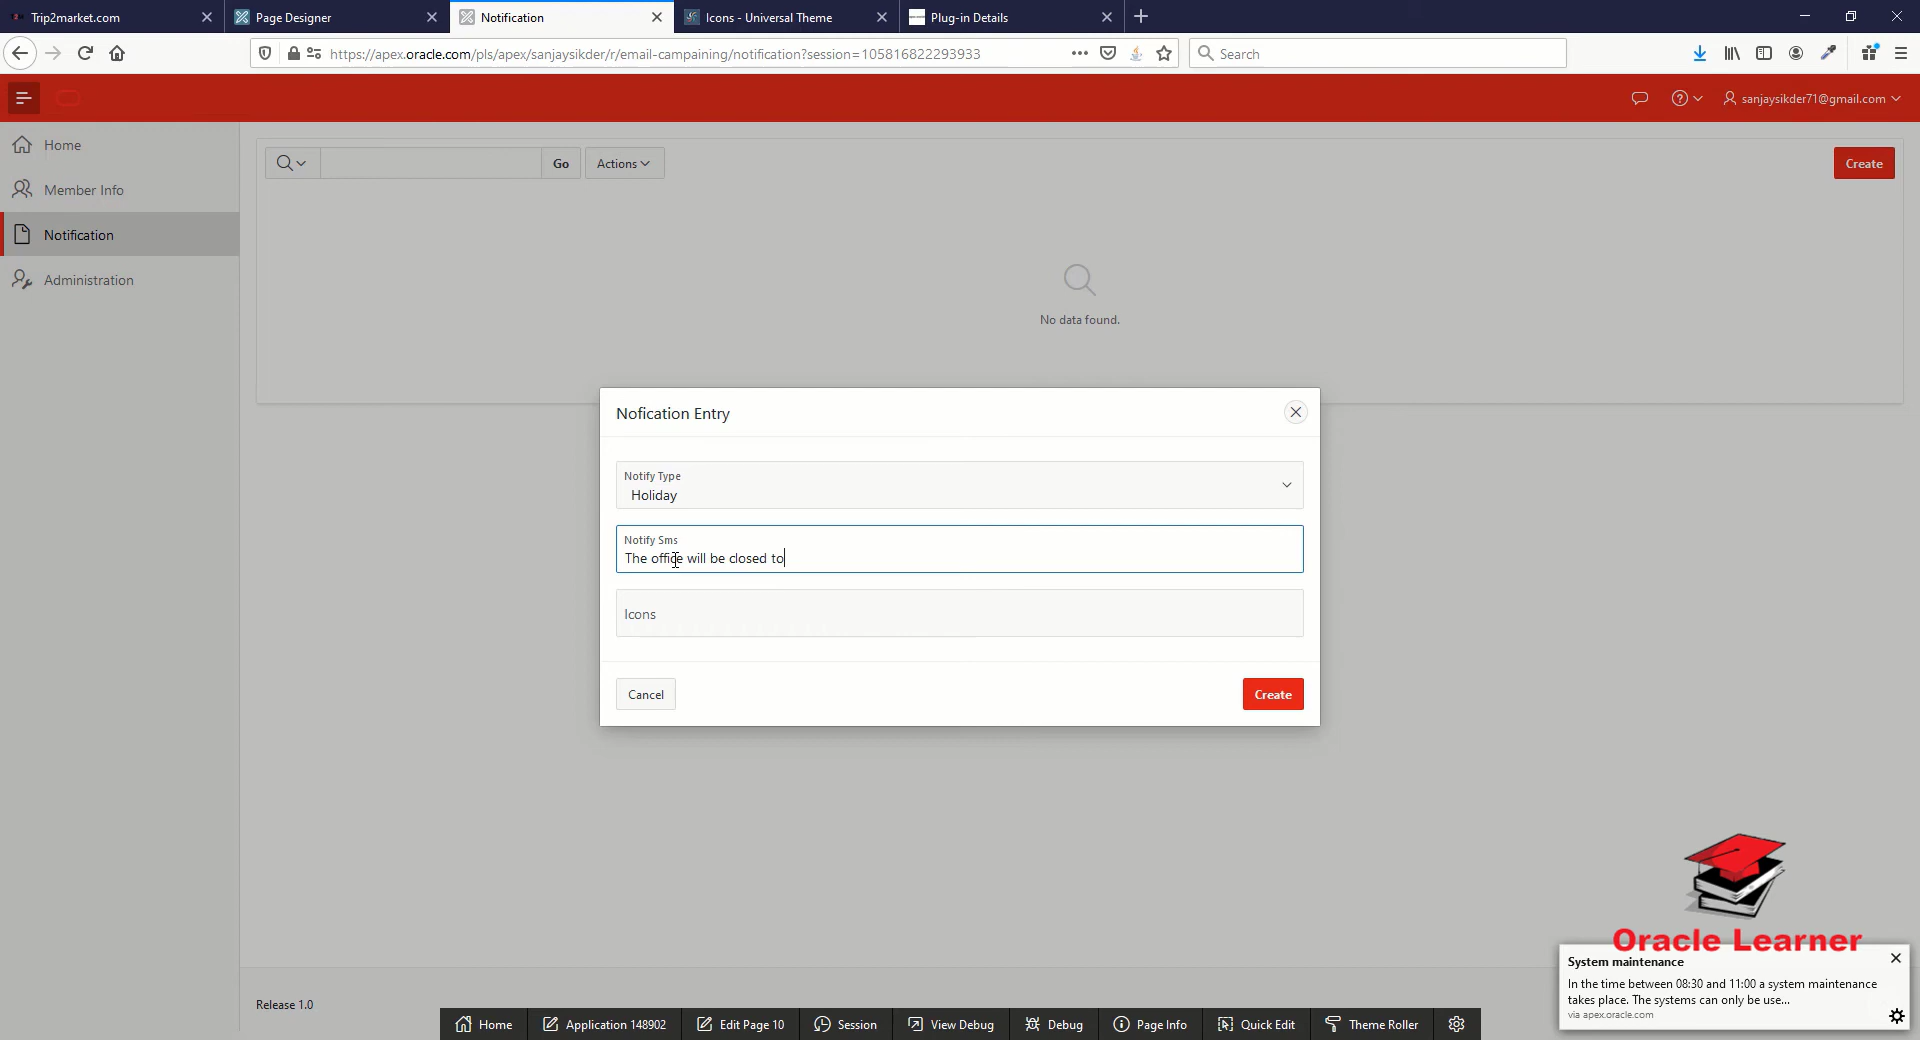 Trip2market.com
Page Designer
Notification
Icons - Universal Theme
Plug-in Details
https://apex.oracle.com/pls/apex/sanjaysikder/r/email-campaining/notification?session=105816822293933
Search
sanjaysikder71@gmail.com
Home
Member Info
Notification
Administration
Go
Actions
Create
No data found.
Nofication Entry
Notify Type
Holiday
Notify Sms
The office will be closed to
Icons
Cancel
Create
Oracle Learner
System maintenance
In the time between 08:30 and 11:00 a system maintenance
takes place. The systems can only be use...
via apex.oracle.com
Release 1.0
Home
Application 148902
Edit Page 10
Session
View Debug
Debug
Page Info
Quick Edit
Theme Roller